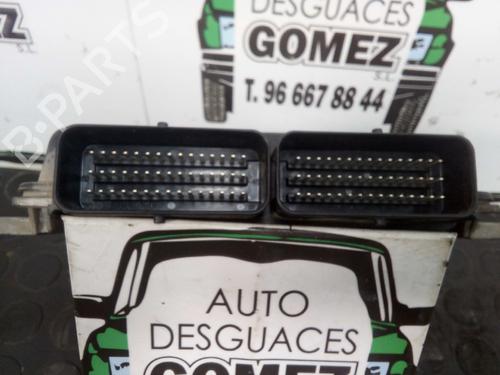 DESGUACES
GOMEZ
S.L.
T. 96 667 88 44
B-PARTS
AUTO
DESGUACES
GOMEZ